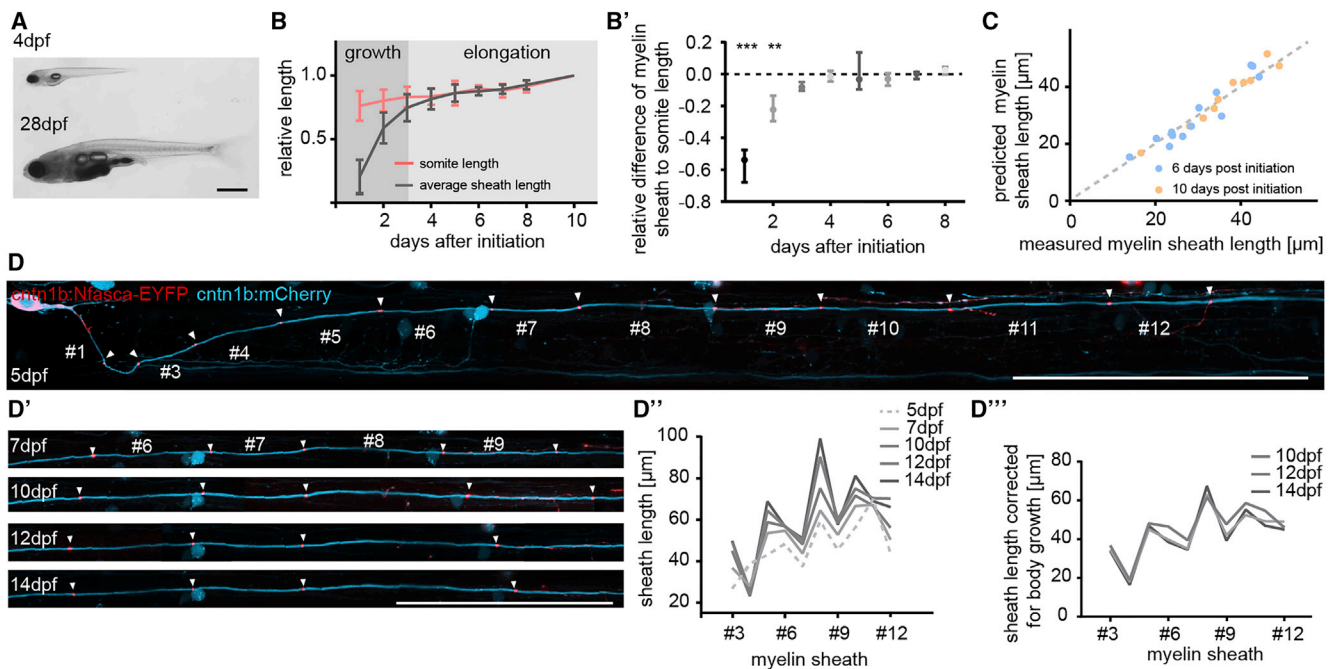 A
4dpf
28dpf
B
growth
elongation
relative length
1.0
0.5
somite length
average sheath length
2
4
6
8
10
days after initiation
B'
relative difference of myelin
sheath to somite length
***
**
0.2
0.0
-0.2
-0.4
-0.6
-0.8
2
4
6
8
days after initiation
C
predicted myelin
sheath length [µm]
60
40
20
0
6 days post initiation
10 days post initiation
0
20
40
measured myelin sheath length [µm]
D
cntn1b:Nfasca-EYFP cntn1b:mCherry
#1
#3
#4
#5
#6
#7
#8
#9
#10
#11
#12
5dpf
D'
7dpf
#6
#7
#8
#9
10dpf
12dpf
14dpf
D''
sheath length [µm]
100
80
60
40
20
5dpf
7dpf
10dpf
12dpf
14dpf
#3
#6
#9
#12
myelin sheath
D'''
sheath length corrected
for body growth [µm]
80
60
40
20
0
10dpf
12dpf
14dpf
#3
#6
#9
#12
myelin sheath